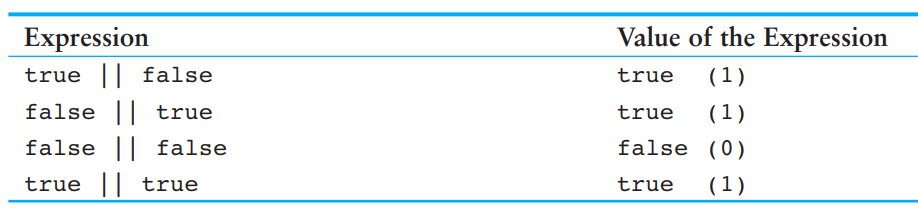 Expression Value of the Expression
true || false true (1)
false || true true (1)
false || false false (0)
true || true true (1)